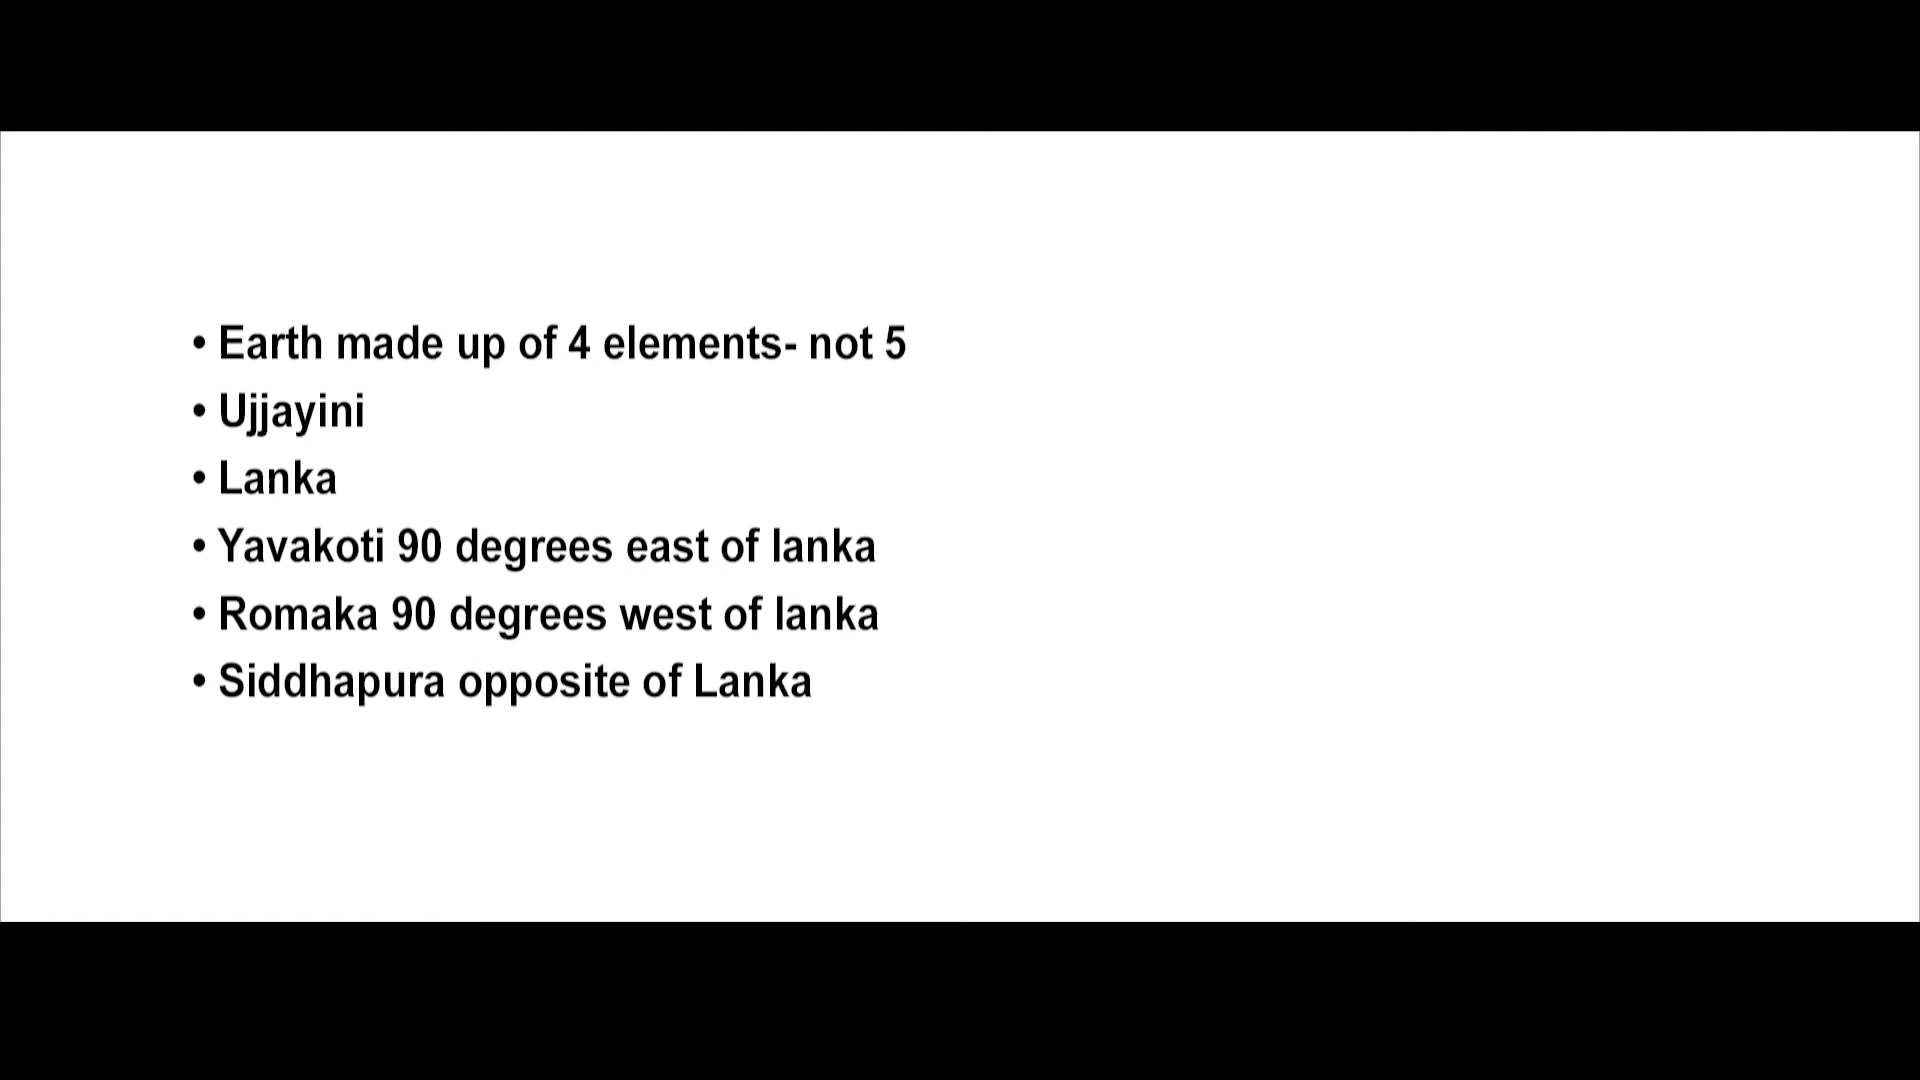 • Earth made up of 4 elements- not 5
• Ujjayini
• Lanka
• Yavakoti 90 degrees east of lanka
• Romaka 90 degrees west of lanka
• Siddhapura opposite of Lanka